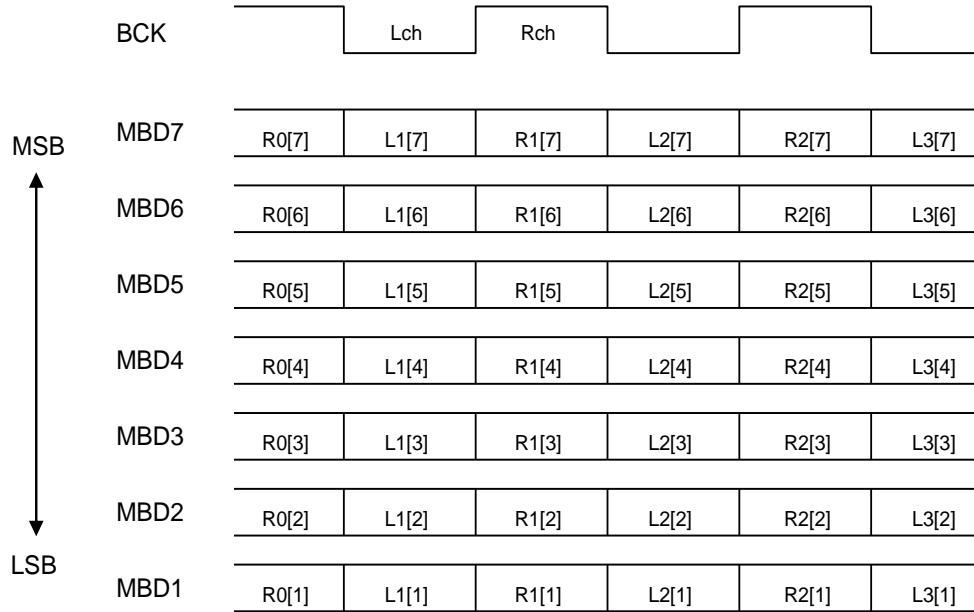 BCK Lch Rch
MBD7 R0[7] L1[7] R1[7] L2[7] R2[7] L3[7]
MSB
MBD6 R0[6] L1[6] R1[6] L2[6] R2[6] L3[6]
MBD5 R0[5] L1[5] R1[5] L2[5] R2[5] L3[5]
MBD4 R0[4] L1[4] R1[4] L2[4] R2[4] L3[4]
MBD3 R0[3] L1[3] R1[3] L2[3] R2[3] L3[3]
MBD2 R0[2] L1[2] R1[2] L2[2] R2[2] L3[2]
LSB
MBD1 R0[1] L1[1] R1[1] L2[1] R2[1] L3[1]